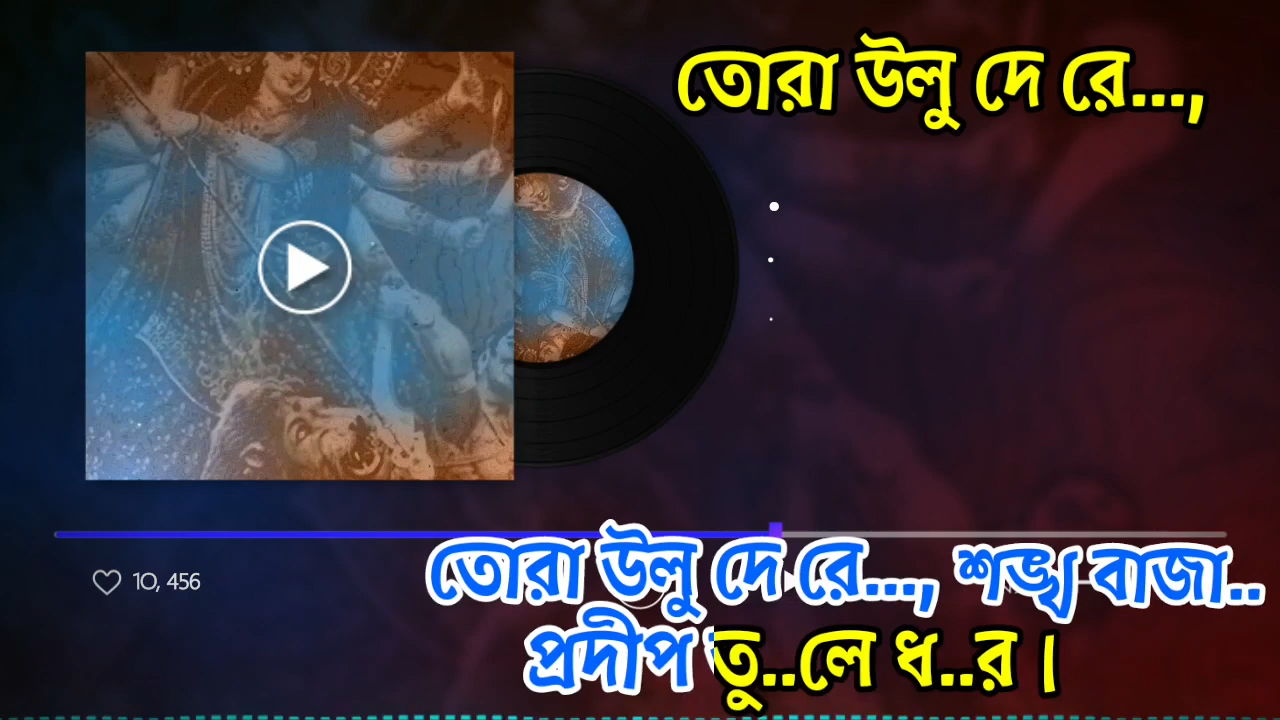 তোরা উলু দে রে...,
তোরা উলু দে রে..., শঙ্খ বাজা..
প্রদীপ তু..লে ধ..র।
10, 456